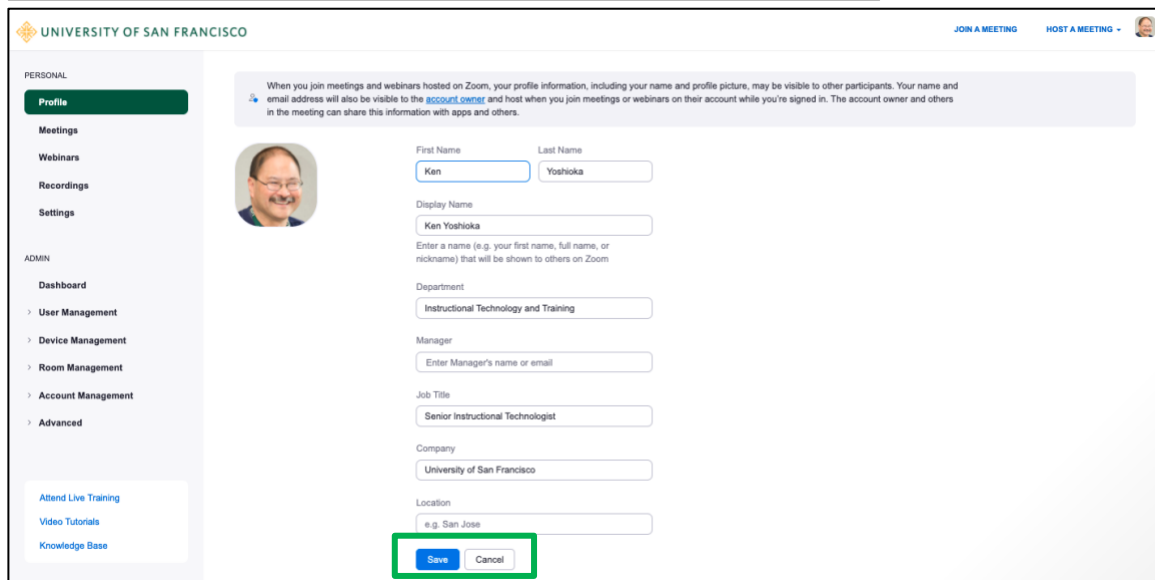 UNIVERSITY OF SAN FRANCISCO
JOIN A MEETING
HOST A MEETING
PERSONAL
Profile
Meetings
Webinars
Recordings
Settings
ADMIN
Dashboard
User Management
Device Management
Room Management
Account Management
Advanced
Attend Live Training
Video Tutorials
Knowledge Base
When you join meetings and webinars hosted on Zoom, your profile information, including your name and profile picture, may be visible to other participants. Your name and
email address will also be visible to the account owner and host when you join meetings or webinars on their account while you're signed in. The account owner and others
in the meeting can share this information with apps and others.
First Name Last Name
Ken Yoshioka
Display Name
Ken Yoshioka
Enter a name (e.g. your first name, full name, or
nickname) that will be shown to others on Zoom
Department
Instructional Technology and Training
Manager
Enter Manager's name or email
Job Title
Senior Instructional Technologist
Company
University of San Francisco
Location
e.g. San Jose
Save Cancel